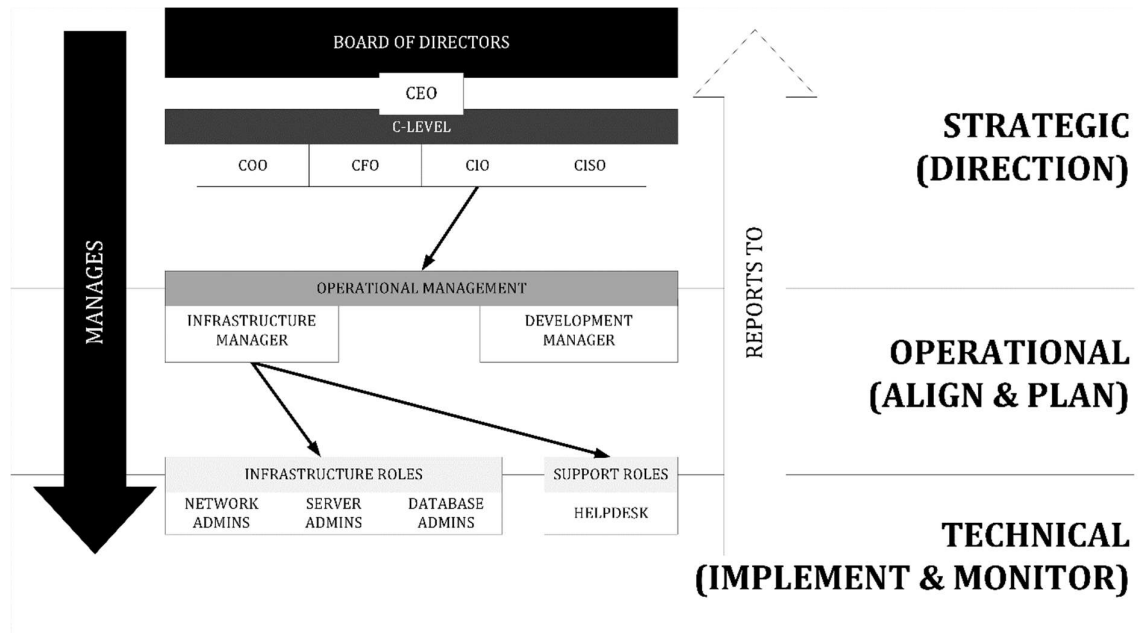 BOARD OF DIRECTORS
CEO
C-LEVEL
COO CFO CIO CISO
STRATEGIC
(DIRECTION)
MANAGES
REPORTS TO
OPERATIONAL MANAGEMENT
INFRASTRUCTURE
MANAGER
DEVELOPMENT
MANAGER
OPERATIONAL
(ALIGN & PLAN)
INFRASTRUCTURE ROLES
NETWORK
ADMINS
SERVER
ADMINS
DATABASE
ADMINS
SUPPORT ROLES
HELPDESK
TECHNICAL
(IMPLEMENT & MONITOR)